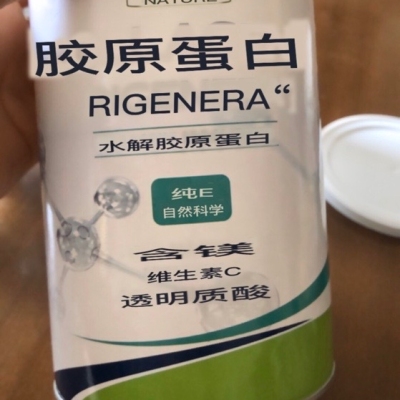 NATURE
胶原蛋白
RIGENERA“
水解胶原蛋白
纯E
自然科学
含镁
维生素C
透明质酸